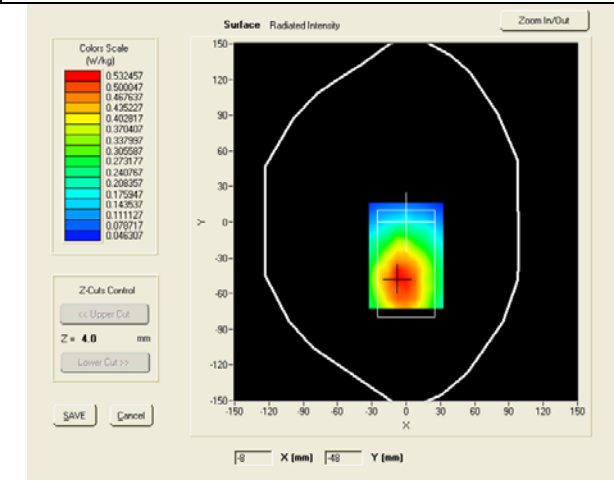 Surface Radiated Intensity
Zoom In/Out
Colors Scale
(W/kg)
0.532457
0.500047
0.467637
0.435227
0.402817
0.370407
0.337997
0.305587
0.273177
0.240767
0.208357
0.175947
0.143537
0.111127
0.078717
0.046307
Z-Cuts Control
<< Upper Cut
Z = 4.0 mm
Lower Cut >>
SAVE Cancel
150-
120-
90-
60-
30-
0-
-30-
-60-
-90-
-120-
-150-
Y
-150 -120 -90 -60 -30 0 30 60 90 120 150
X
-8 X (mm) -48 Y (mm)